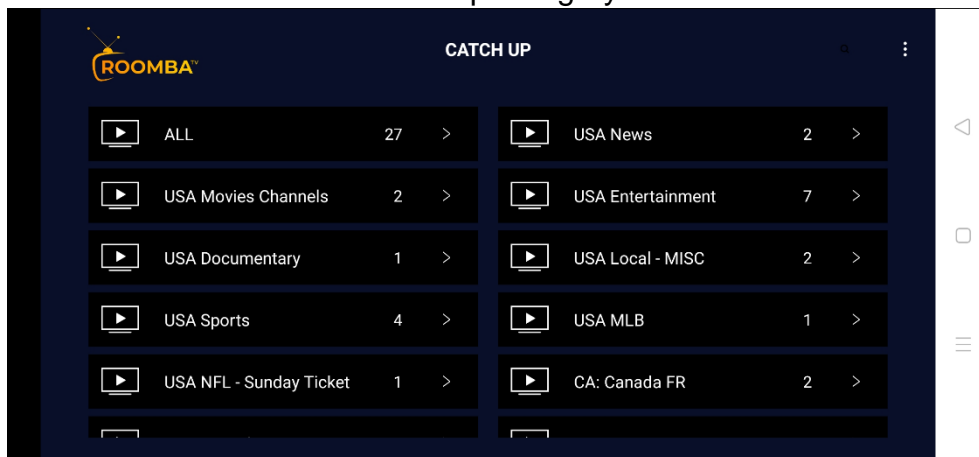 ROOMBA TV
CATCH UP
ALL 27 >
USA News 2 >
USA Movies Channels 2 >
USA Entertainment 7 >
USA Documentary 1 >
USA Local - MISC 2 >
USA Sports 4 >
USA MLB 1 >
USA NFL - Sunday Ticket 1 >
CA: Canada FR 2 >